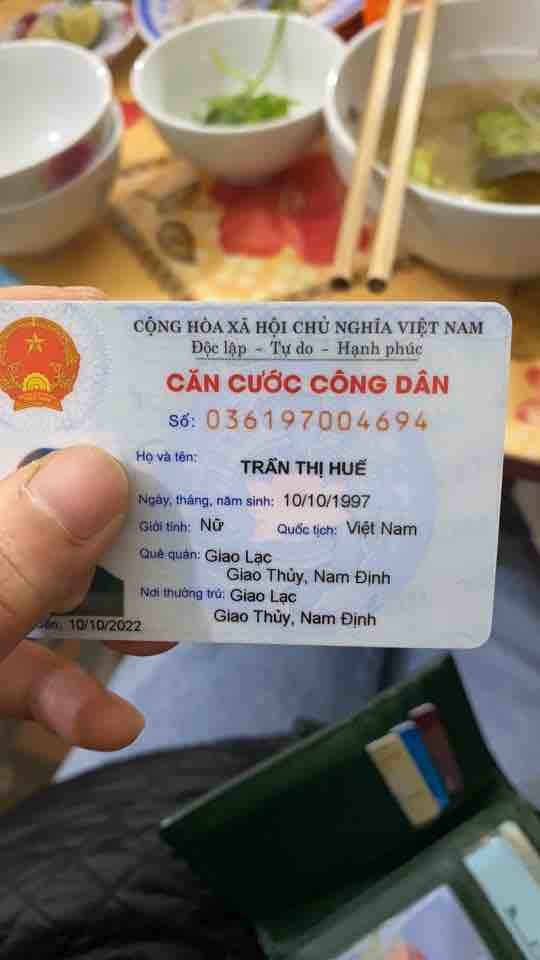 CỘNG HÒA XÃ HỘI CHỦ NGHĨA VIỆT NAM
Độc lập - Tự do - Hạnh phúc
CĂN CƯỚC CÔNG DÂN
Số: 036197004694
Họ và tên:
TRẦN THỊ HUẾ
Ngày, tháng, năm sinh: 10/10/1997
Giới tính: Nữ Quốc tịch: Việt Nam
Quê quán: Giao Lạc
Giao Thủy, Nam Định
Nơi thường trú: Giao Lạc
Giao Thủy, Nam Định
10/10/2022